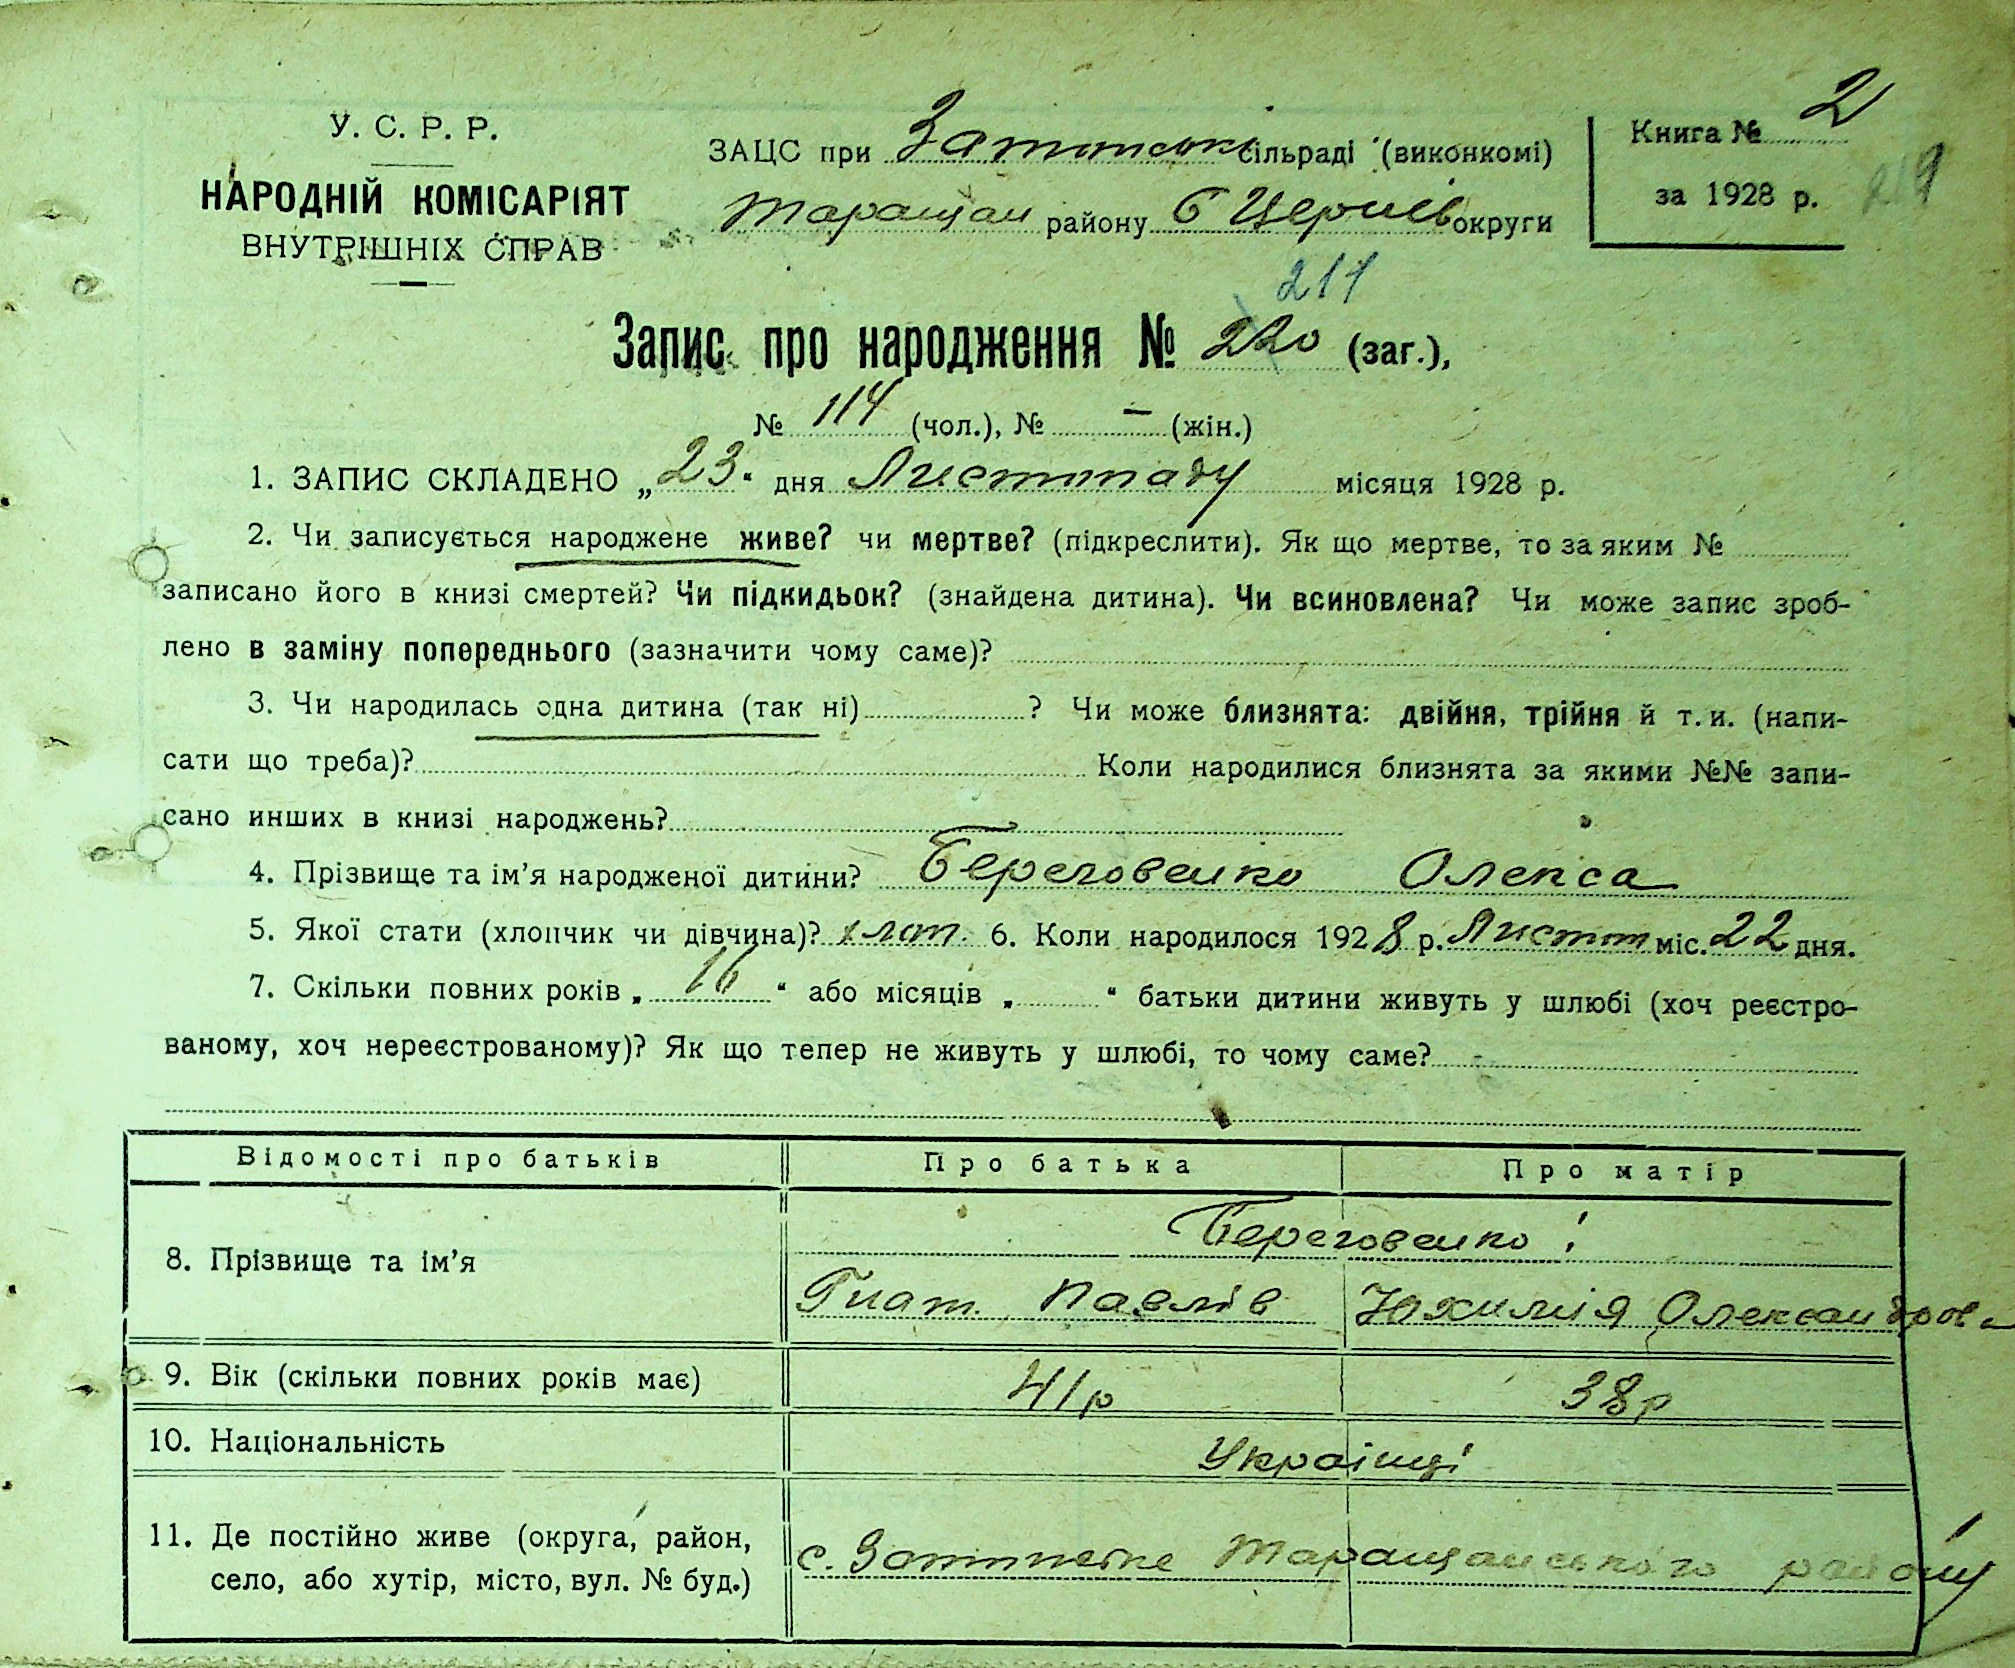 У. С. Р. Р.
НАРОДНІЙ КОМІСАРІЯТ
ВНУТРІШНІХ СПРАВ
ЗАЦС при сільраді (виконкомі)
Таращан району Б Церків округи
Книга № 2
за 1928 р. 219
211
Запис про народження № 220 (заг.),
№ 114 (чол.), № – (жін.)
1. ЗАПИС СКЛАДЕНО „23“ дня Листопаду місяця 1928 р.
2. Чи записується народжене живе? чи мертве? (підкреслити). Як що мертве, то за яким №
записано його в книзі смертей? Чи підкидьок? (знайдена дитина). Чи всиновлена? Чи може запис зроб-
лено в заміну попереднього (зазначити чому саме)?
3. Чи народилась одна дитина (так ні) ? Чи може близнята: двійня, трійня й т. и. (напи-
сати що треба)? Коли народилися близнята за якими №№ запи-
сано инших в книзі народжень?
4. Прізвище та ім’я народженої дитини? Береговенко Олекса
5. Якої стати (хлопчик чи дівчина)? хлоп. 6. Коли народилося 1928 р. Листоп міс. 22 дня.
7. Скільки повних років „16“ або місяців „ “ батьки дитини живуть у шлюбі (хоч реєстро-
ваному, хоч нереєстрованому)? Як що тепер не живуть у шлюбі, то чому саме? -
Відомості про батьків Про батька Про матір
8. Прізвище та ім’я Береговенко
Гнат. Павлів Юхимія Олександрова
9. Вік (скільки повних років має) 41р 38р
10. Національність Українці
11. Де постійно живе (округа, район,
село, або хутір, місто, вул. № буд.) с. Таращанського району